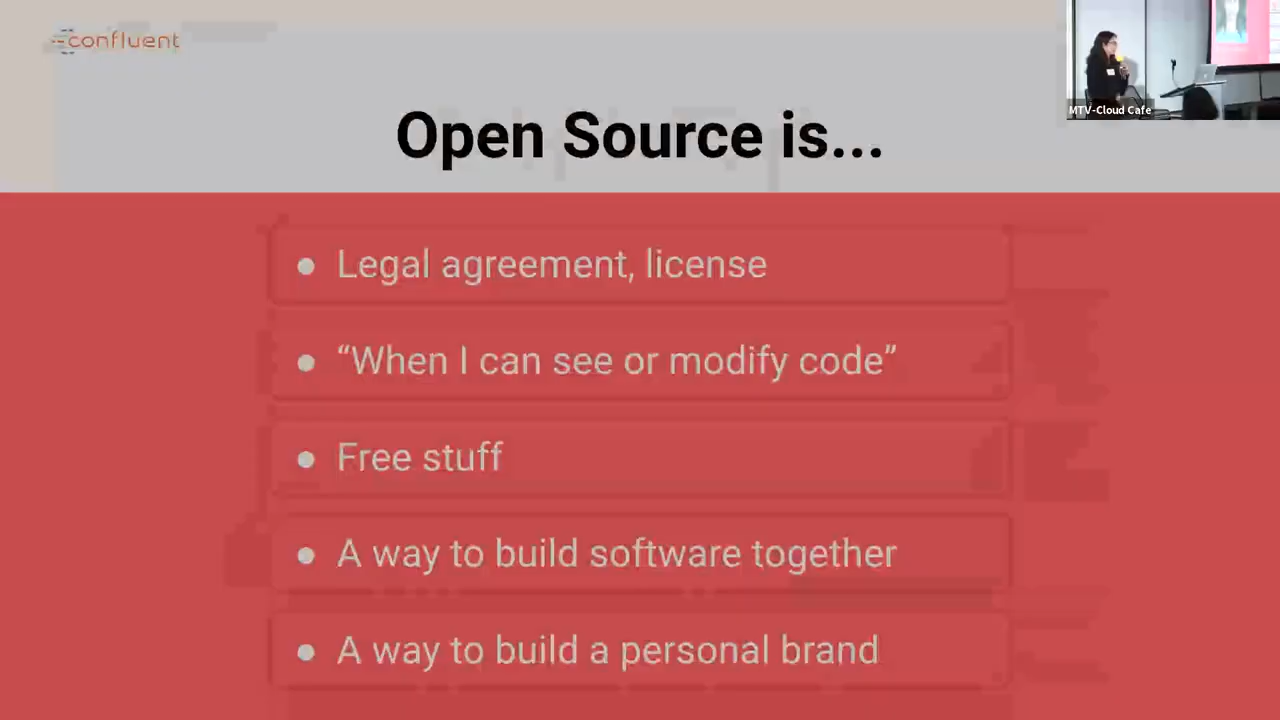 confluent
MTV-Cloud Cafe
Open Source is...
● Legal agreement, license
● “When I can see or modify code”
● Free stuff
● A way to build software together
● A way to build a personal brand